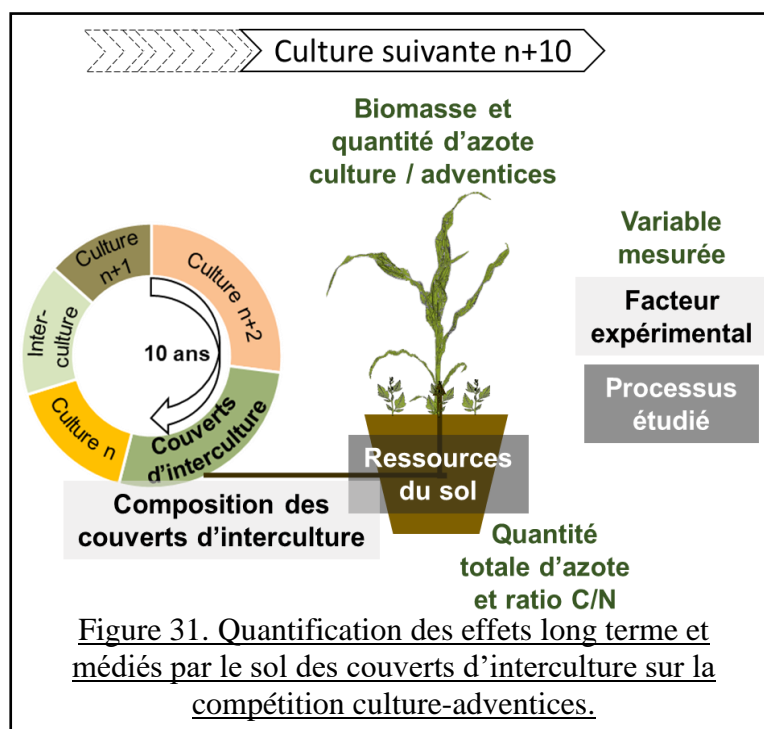 Culture suivante n+10
Biomasse et
quantité d'azote
culture / adventices
Variable
mesurée
Facteur
expérimental
Processus
étudié
Culture
n+1
Culture n+2
Inter-
culture
10 ans
Culture n
Couverts
d'interculture
Ressources
du sol
Composition des
couverts d'interculture
Quantité
totale d'azote
et ratio C/N
Figure 31. Quantification des effets long terme et
médiés par le sol des couverts d'interculture sur la
compétition culture-adventices.